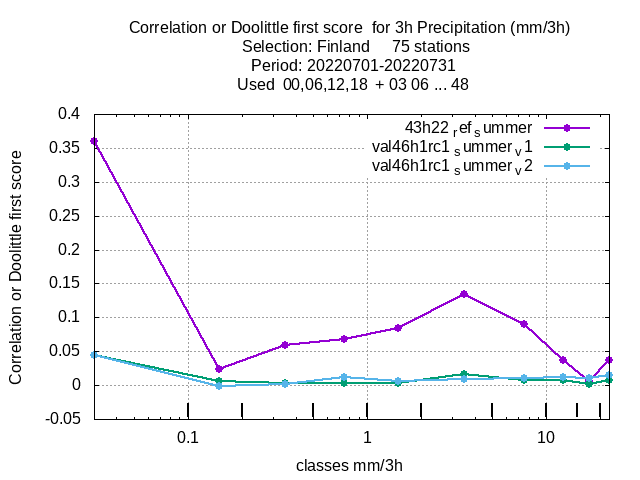 Correlation or Doolittle first score  for 3h Precipitation (mm/3h)
Selection: Finland     75 stations
Period: 20220701-20220731
Used  00,06,12,18  + 03 06 ... 48
43h22 ref summer
val46h1rc1 summer v1
val46h1rc1 summer v2
Correlation or Doolittle first score
0.4
0.35
0.3
0.25
0.2
0.15
0.1
0.05
0
-0.05
0.1 1 10
classes mm/3h